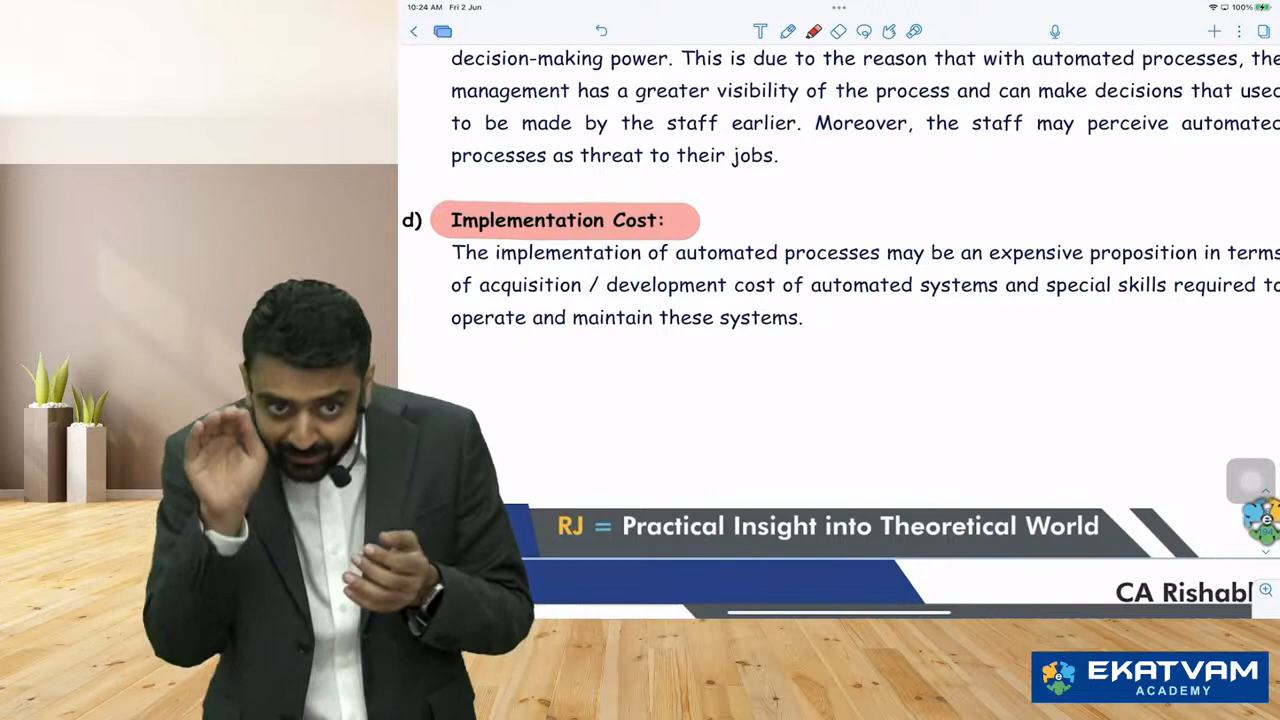 10:24 AM Fri 2 Jun
100%
decision-making power. This is due to the reason that with automated processes, the
management has a greater visibility of the process and can make decisions that used
to be made by the staff earlier. Moreover, the staff may perceive automated
processes as threat to their jobs.
d) Implementation Cost:
The implementation of automated processes may be an expensive proposition in terms
of acquisition / development cost of automated systems and special skills required to
operate and maintain these systems.
RJ = Practical Insight into Theoretical World
CA Rishabh
EKATVAM
ACADEMY